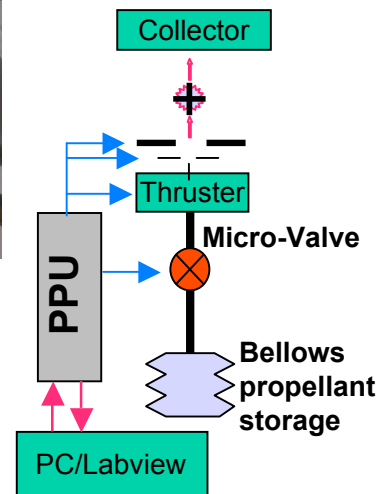 Collector
Thruster
Micro-Valve
PPU
Bellows
propellant
storage
PC/Labview